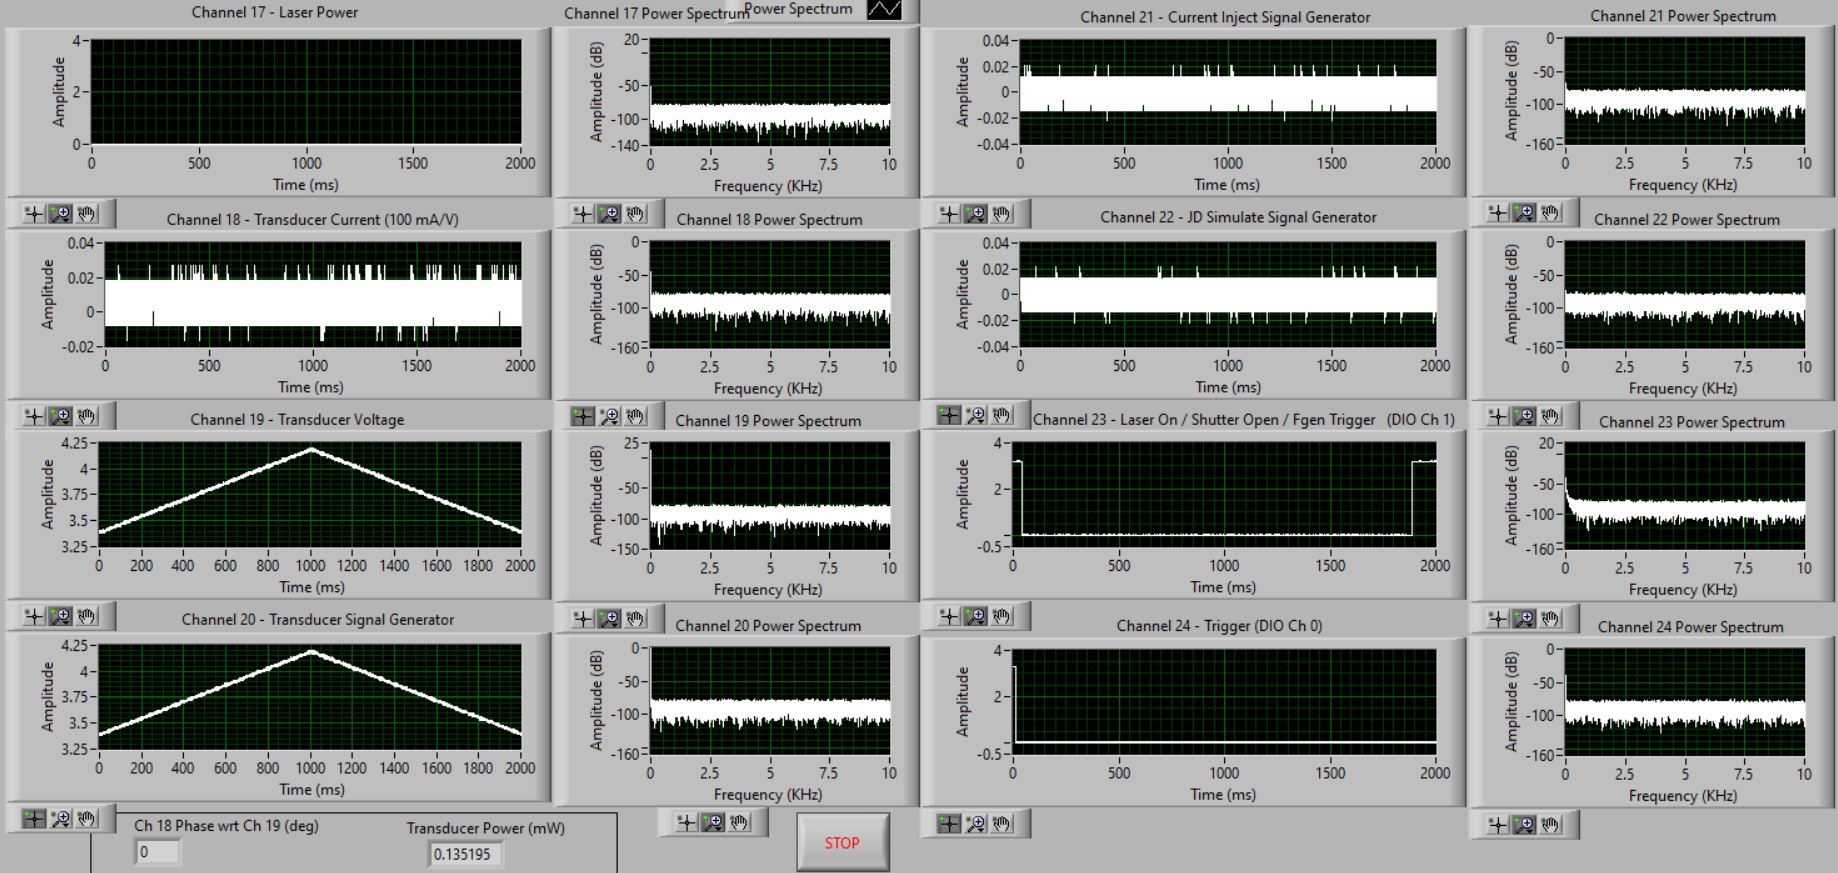 Channel 17 - Laser Power
4
2
0
Amplitude
0 500 1000 1500 2000
Time (ms)
Channel 17 Power Spectrum
Power Spectrum
20
-50
-100
-140
Amplitude (dB)
0 2.5 5 7.5 10
Frequency (KHz)
Channel 21 - Current Inject Signal Generator
0.04
0.02
0
-0.02
-0.04
Amplitude
0 500 1000 1500 2000
Time (ms)
Channel 21 Power Spectrum
0
-50
-100
-160
Amplitude (dB)
0 2.5 5 7.5 10
Frequency (KHz)
Channel 18 - Transducer Current (100 mA/V)
0.04
0.02
0
-0.02
Amplitude
0 500 1000 1500 2000
Time (ms)
Channel 18 Power Spectrum
0
-50
-100
-160
Amplitude (dB)
0 2.5 5 7.5 10
Frequency (KHz)
Channel 22 - JD Simulate Signal Generator
0.04
0.02
0
-0.02
-0.04
Amplitude
0 500 1000 1500 2000
Time (ms)
Channel 22 Power Spectrum
0
-50
-100
-160
Amplitude (dB)
0 2.5 5 7.5 10
Frequency (KHz)
Channel 19 - Transducer Voltage
4.25
4
3.75
3.5
3.25
Amplitude
0 200 400 600 800 1000 1200 1400 1600 1800 2000
Time (ms)
Channel 19 Power Spectrum
25
-50
-100
-150
Amplitude (dB)
0 2.5 5 7.5 10
Frequency (KHz)
Channel 23 - Laser On / Shutter Open / Fgen Trigger (DIO Ch 1)
4
2
-0.5
Amplitude
0 500 1000 1500 2000
Time (ms)
Channel 23 Power Spectrum
20
-50
-100
-160
Amplitude (dB)
0 2.5 5 7.5 10
Frequency (KHz)
Channel 20 - Transducer Signal Generator
4.25
4
3.75
3.5
3.25
Amplitude
0 200 400 600 800 1000 1200 1400 1600 1800 2000
Time (ms)
Channel 20 Power Spectrum
0
-50
-100
-160
Amplitude (dB)
0 2.5 5 7.5 10
Frequency (KHz)
Channel 24 - Trigger (DIO Ch 0)
4
2
-0.5
Amplitude
0 500 1000 1500 2000
Time (ms)
Channel 24 Power Spectrum
0
-50
-100
-160
Amplitude (dB)
0 2.5 5 7.5 10
Frequency (KHz)
Ch 18 Phase wrt Ch 19 (deg)
0
Transducer Power (mW)
0.135195
STOP